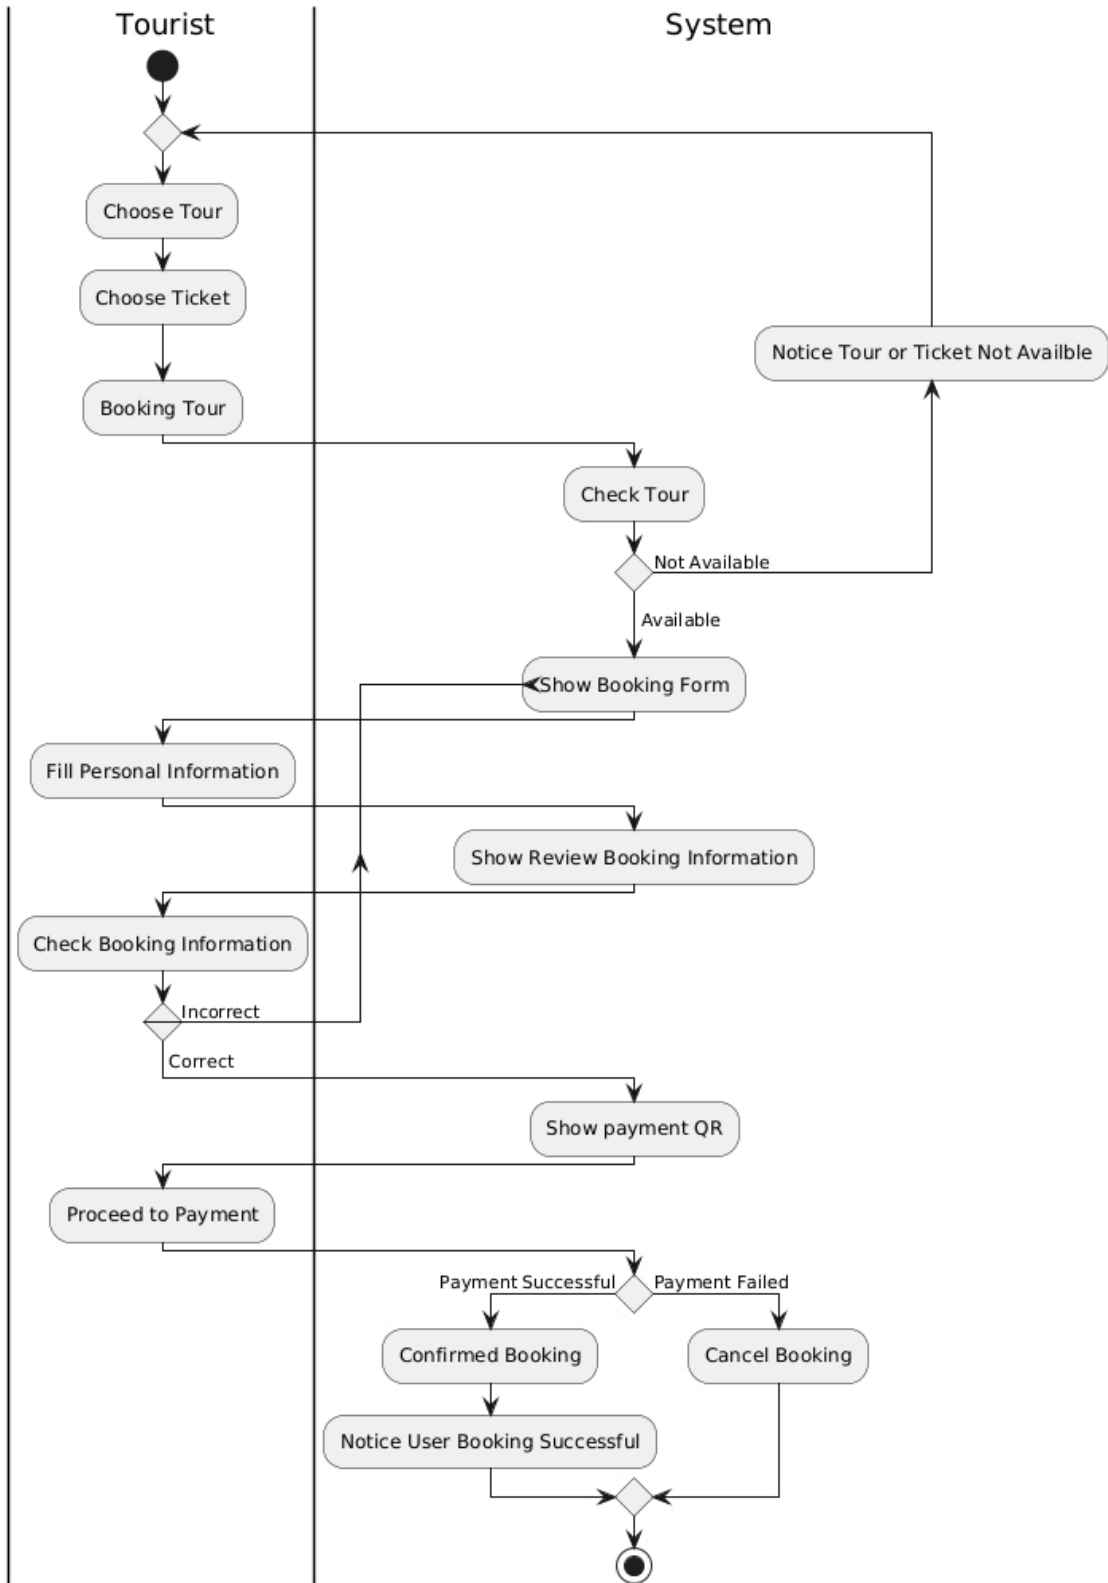 Tourist
System
Choose Tour
Choose Ticket
Notice Tour or Ticket Not Availble
Booking Tour
Check Tour
Not Available
Available
Show Booking Form
Fill Personal Information
Show Review Booking Information
Check Booking Information
Incorrect
Correct
Show payment QR
Proceed to Payment
Payment Successful
Payment Failed
Confirmed Booking
Cancel Booking
Notice User Booking Successful